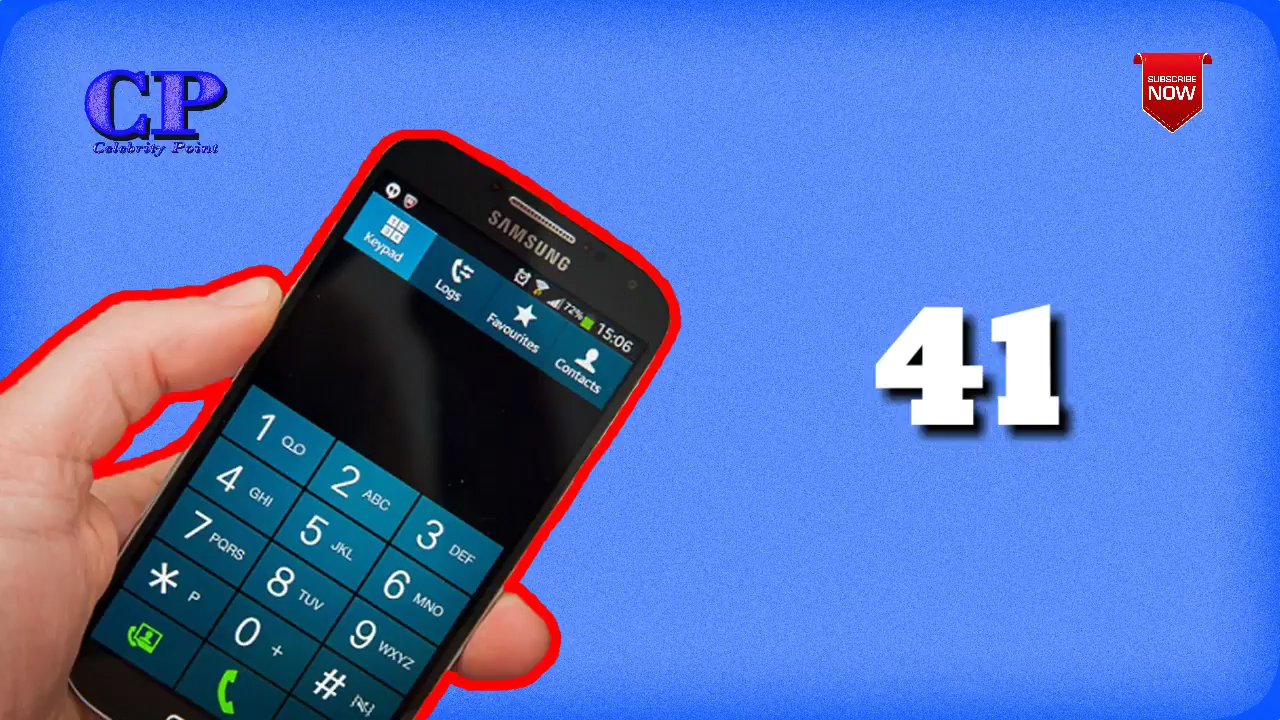 CP
Celebrity Point
SUBSCRIBE
NOW
SAMSUNG
72% 15:06
Keypad
Logs
Favourites
Contacts
1
2 ABC
3 DEF
4 GHI
5 JKL
6 MNO
7 PQRS
8 TUV
9 WXYZ
* P
0 +
#
41